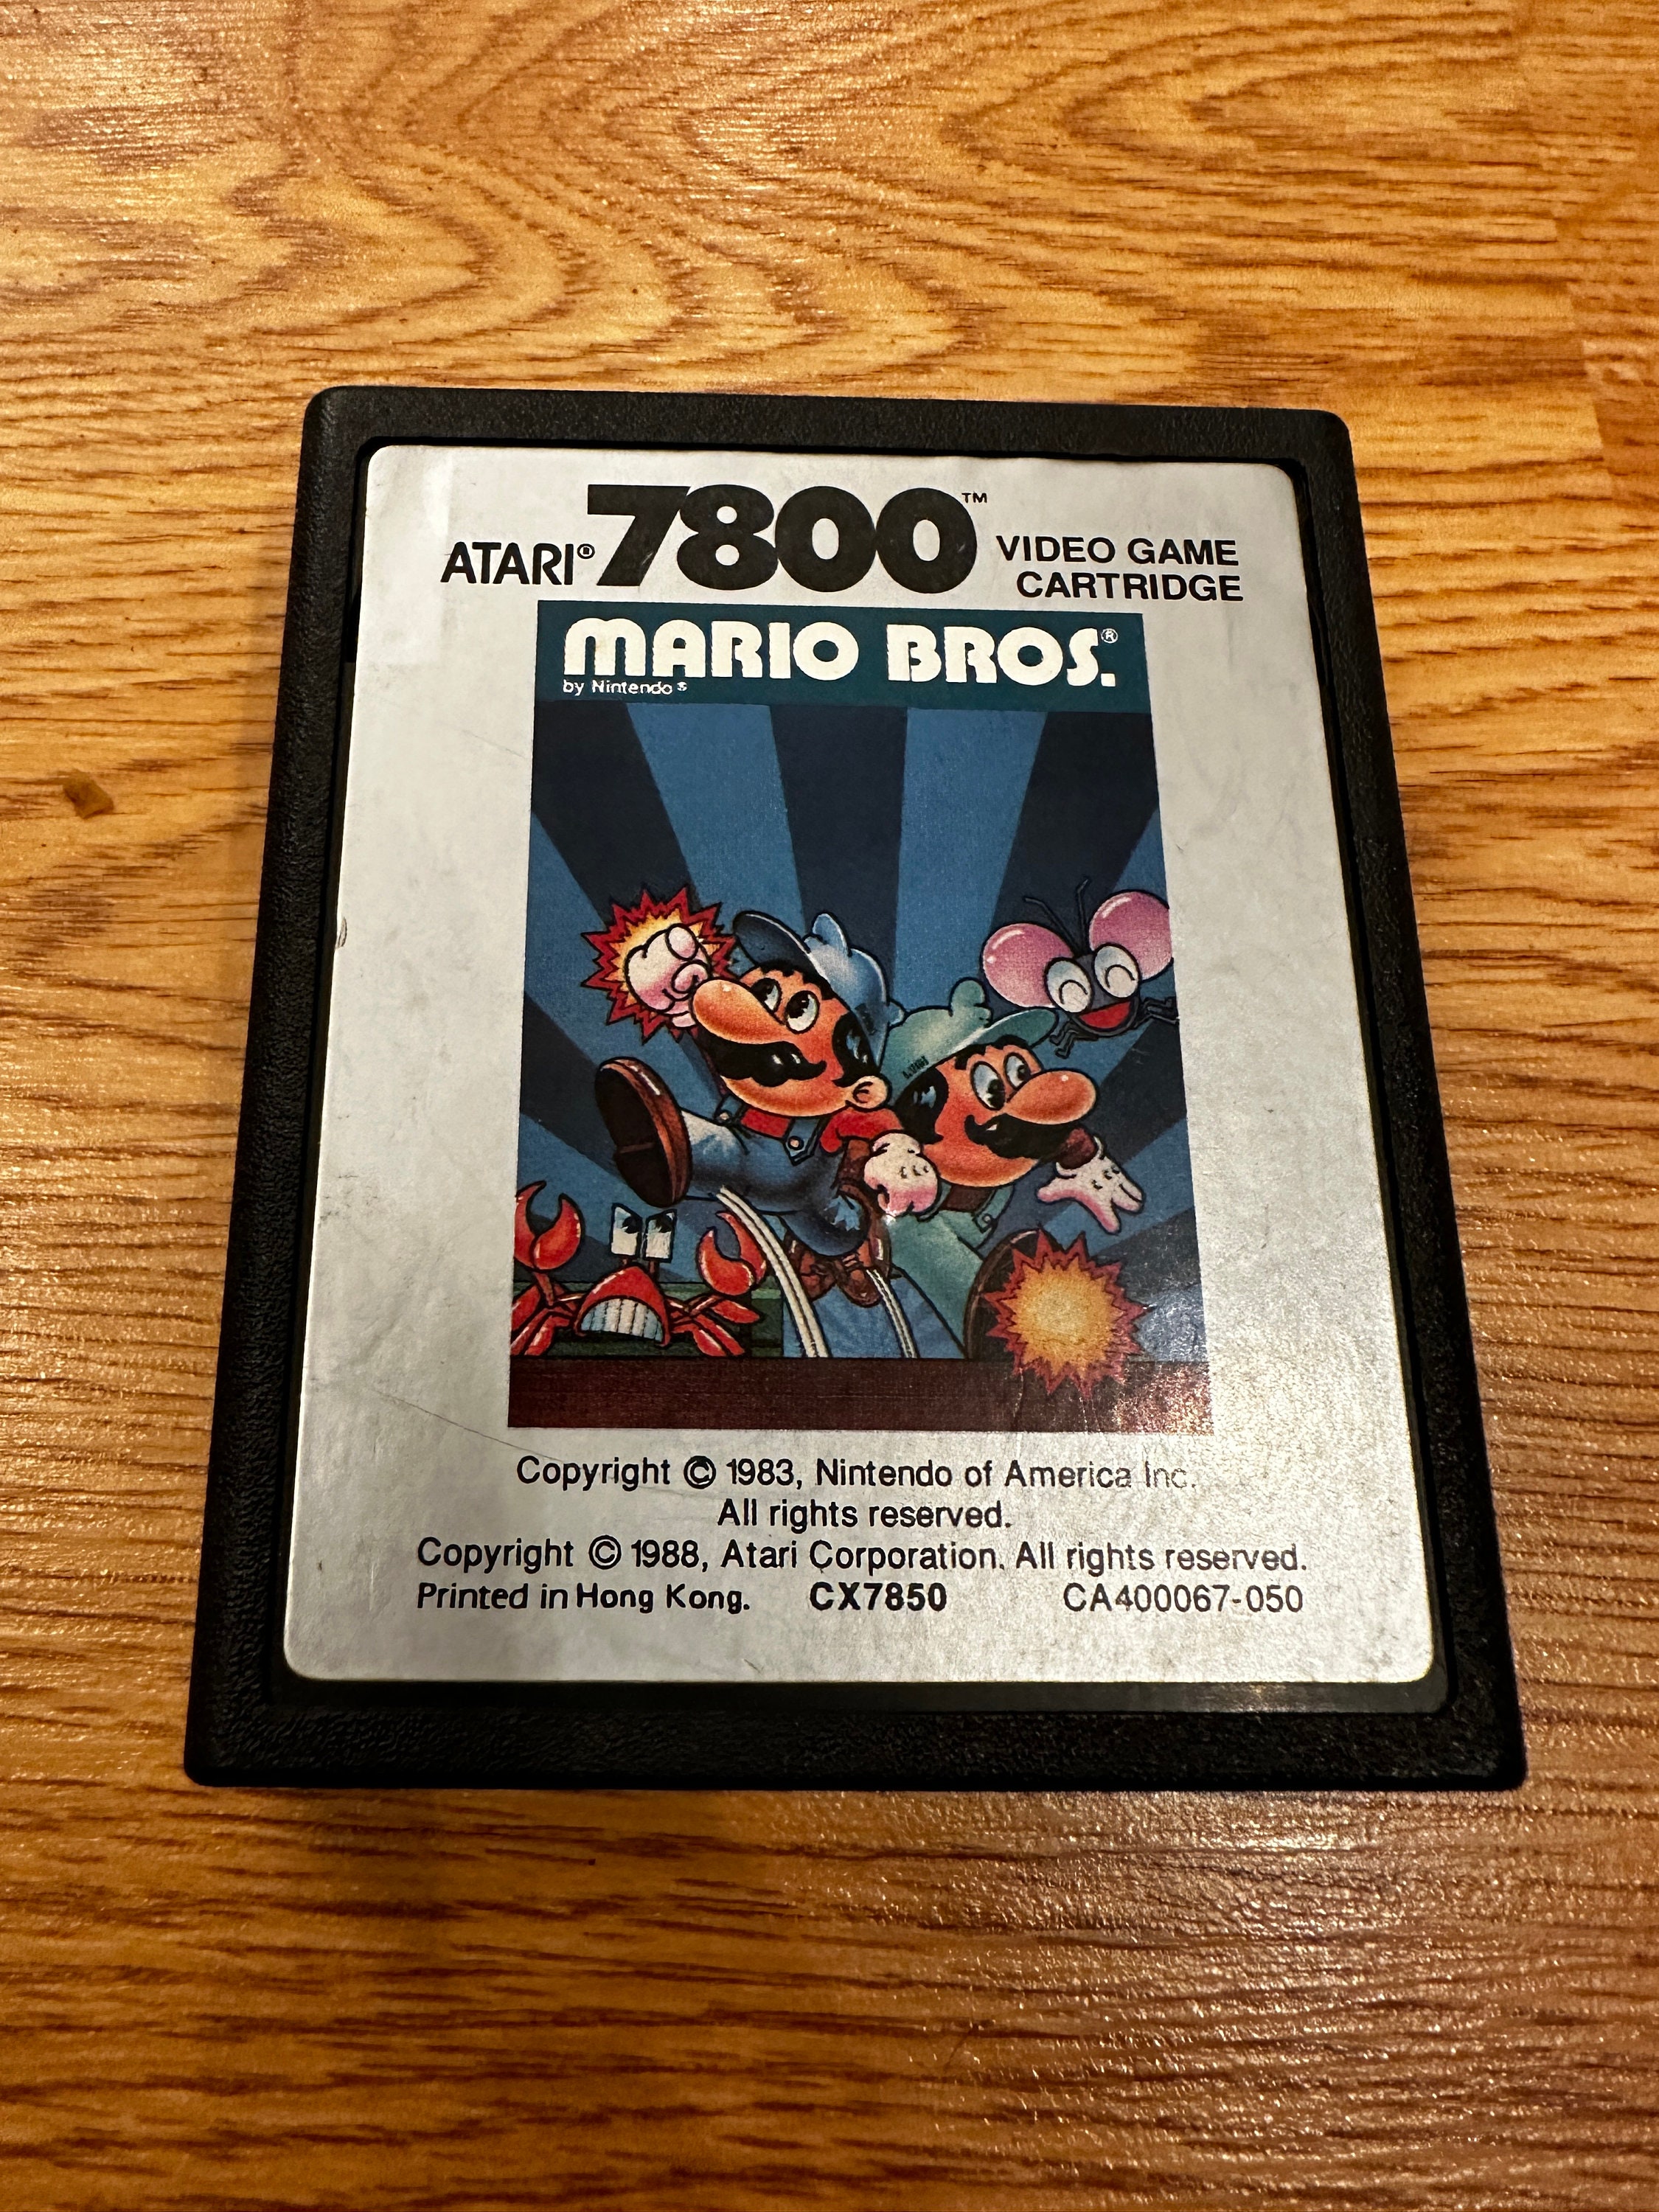 ATARI® 7800™ VIDEO GAME
CARTRIDGE
MARIO BROS.®
by Nintendo®
Copyright © 1983, Nintendo of America Inc.
All rights reserved.
Copyright © 1988, Atari Corporation. All rights reserved.
Printed in Hong Kong. CX7850 CA400067-050